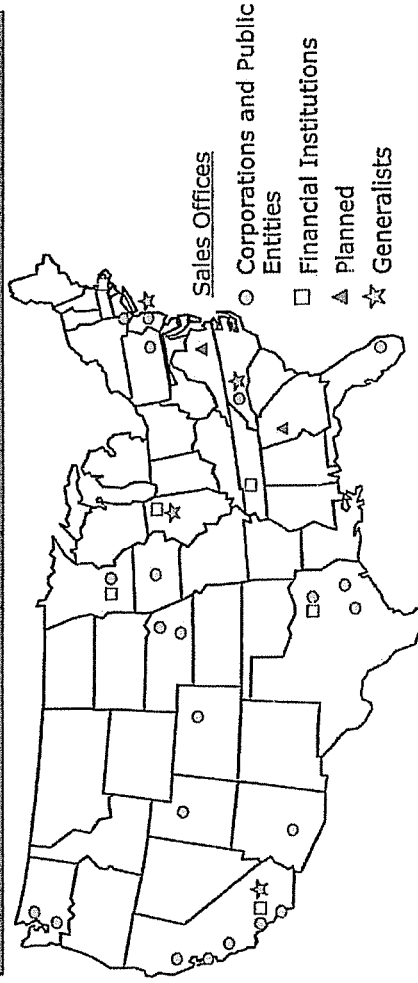 Sales Offices
Corporations and Public
Entities
Financial Institutions
Planned
Generalists